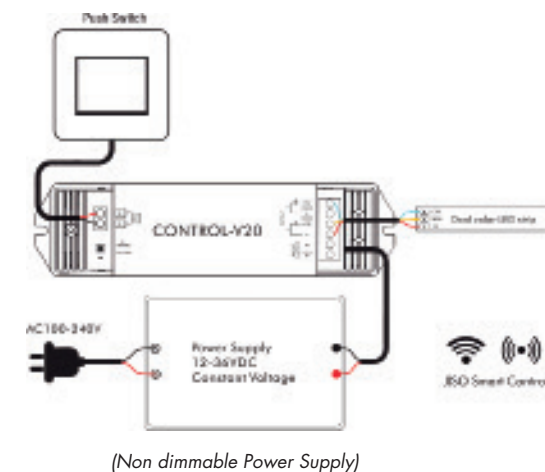 Push Switch
CONTROL-V20
Dual color LED strip
AC100-240V
Power Supply
12-36VDC
Constant Voltage
JISO Smart Control
(Non dimmable Power Supply)